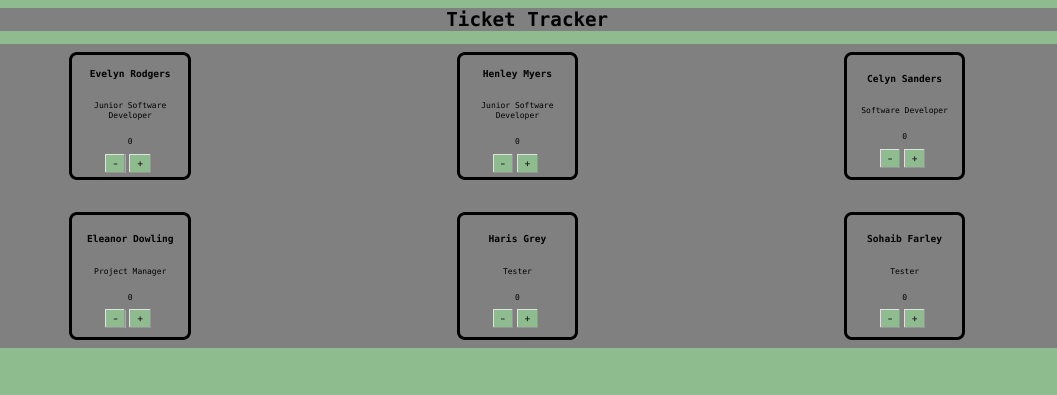 Ticket Tracker
Evelyn Rodgers
Junior Software
Developer
0
- +
Henley Myers
Junior Software
Developer
0
- +
Celyn Sanders
Software Developer
0
- +
Eleanor Dowling
Project Manager
0
- +
Haris Grey
Tester
0
- +
Sohaib Farley
Tester
0
- +